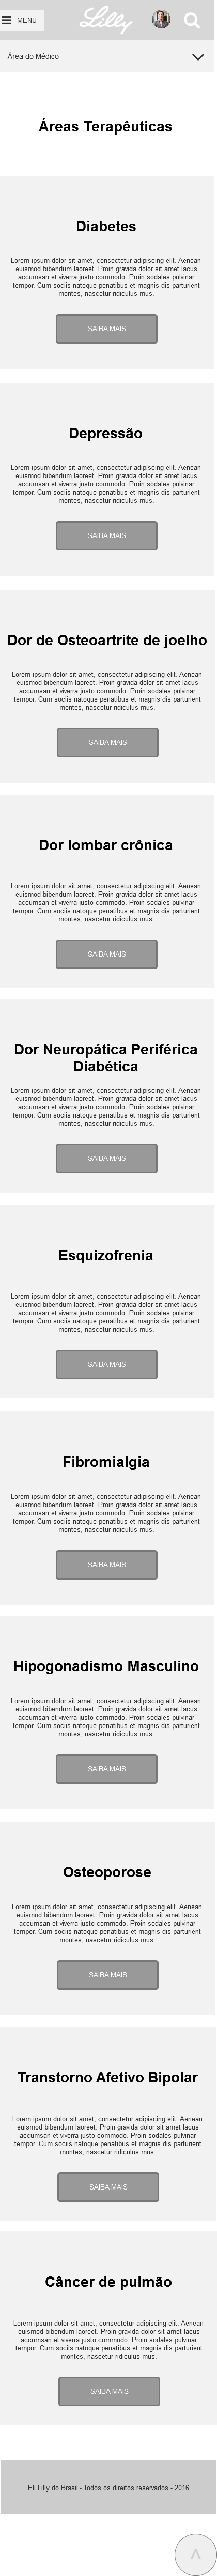 MENU
Lilly
Área do Médico
Áreas Terapêuticas
Diabetes
Lorem ipsum dolor sit amet, consectetur adipiscing elit. Aenean
euismod bibendum laoreet. Proin gravida dolor sit amet lacus
accumsan et viverra justo commodo. Proin sodales pulvinar
tempor. Cum sociis natoque penatibus et magnis dis parturient
montes, nascetur ridiculus mus.
SAIBA MAIS
Depressão
Lorem ipsum dolor sit amet, consectetur adipiscing elit. Aenean
euismod bibendum laoreet. Proin gravida dolor sit amet lacus
accumsan et viverra justo commodo. Proin sodales pulvinar
tempor. Cum sociis natoque penatibus et magnis dis parturient
montes, nascetur ridiculus mus.
SAIBA MAIS
Dor de Osteoartrite de joelho
Lorem ipsum dolor sit amet, consectetur adipiscing elit. Aenean
euismod bibendum laoreet. Proin gravida dolor sit amet lacus
accumsan et viverra justo commodo. Proin sodales pulvinar
tempor. Cum sociis natoque penatibus et magnis dis parturient
montes, nascetur ridiculus mus.
SAIBA MAIS
Dor lombar crônica
Lorem ipsum dolor sit amet, consectetur adipiscing elit. Aenean
euismod bibendum laoreet. Proin gravida dolor sit amet lacus
accumsan et viverra justo commodo. Proin sodales pulvinar
tempor. Cum sociis natoque penatibus et magnis dis parturient
montes, nascetur ridiculus mus.
SAIBA MAIS
Dor Neuropática Periférica
Diabética
Lorem ipsum dolor sit amet, consectetur adipiscing elit. Aenean
euismod bibendum laoreet. Proin gravida dolor sit amet lacus
accumsan et viverra justo commodo. Proin sodales pulvinar
tempor. Cum sociis natoque penatibus et magnis dis parturient
montes, nascetur ridiculus mus.
SAIBA MAIS
Esquizofrenia
Lorem ipsum dolor sit amet, consectetur adipiscing elit. Aenean
euismod bibendum laoreet. Proin gravida dolor sit amet lacus
accumsan et viverra justo commodo. Proin sodales pulvinar
tempor. Cum sociis natoque penatibus et magnis dis parturient
montes, nascetur ridiculus mus.
SAIBA MAIS
Fibromialgia
Lorem ipsum dolor sit amet, consectetur adipiscing elit. Aenean
euismod bibendum laoreet. Proin gravida dolor sit amet lacus
accumsan et viverra justo commodo. Proin sodales pulvinar
tempor. Cum sociis natoque penatibus et magnis dis parturient
montes, nascetur ridiculus mus.
SAIBA MAIS
Hipogonadismo Masculino
Lorem ipsum dolor sit amet, consectetur adipiscing elit. Aenean
euismod bibendum laoreet. Proin gravida dolor sit amet lacus
accumsan et viverra justo commodo. Proin sodales pulvinar
tempor. Cum sociis natoque penatibus et magnis dis parturient
montes, nascetur ridiculus mus.
SAIBA MAIS
Osteoporose
Lorem ipsum dolor sit amet, consectetur adipiscing elit. Aenean
euismod bibendum laoreet. Proin gravida dolor sit amet lacus
accumsan et viverra justo commodo. Proin sodales pulvinar
tempor. Cum sociis natoque penatibus et magnis dis parturient
montes, nascetur ridiculus mus.
SAIBA MAIS
Transtorno Afetivo Bipolar
Lorem ipsum dolor sit amet, consectetur adipiscing elit. Aenean
euismod bibendum laoreet. Proin gravida dolor sit amet lacus
accumsan et viverra justo commodo. Proin sodales pulvinar
tempor. Cum sociis natoque penatibus et magnis dis parturient
montes, nascetur ridiculus mus.
SAIBA MAIS
Câncer de pulmão
Lorem ipsum dolor sit amet, consectetur adipiscing elit. Aenean
euismod bibendum laoreet. Proin gravida dolor sit amet lacus
accumsan et viverra justo commodo. Proin sodales pulvinar
tempor. Cum sociis natoque penatibus et magnis dis parturient
montes, nascetur ridiculus mus.
SAIBA MAIS
Eli Lilly do Brasil - Todos os direitos reservados - 2016